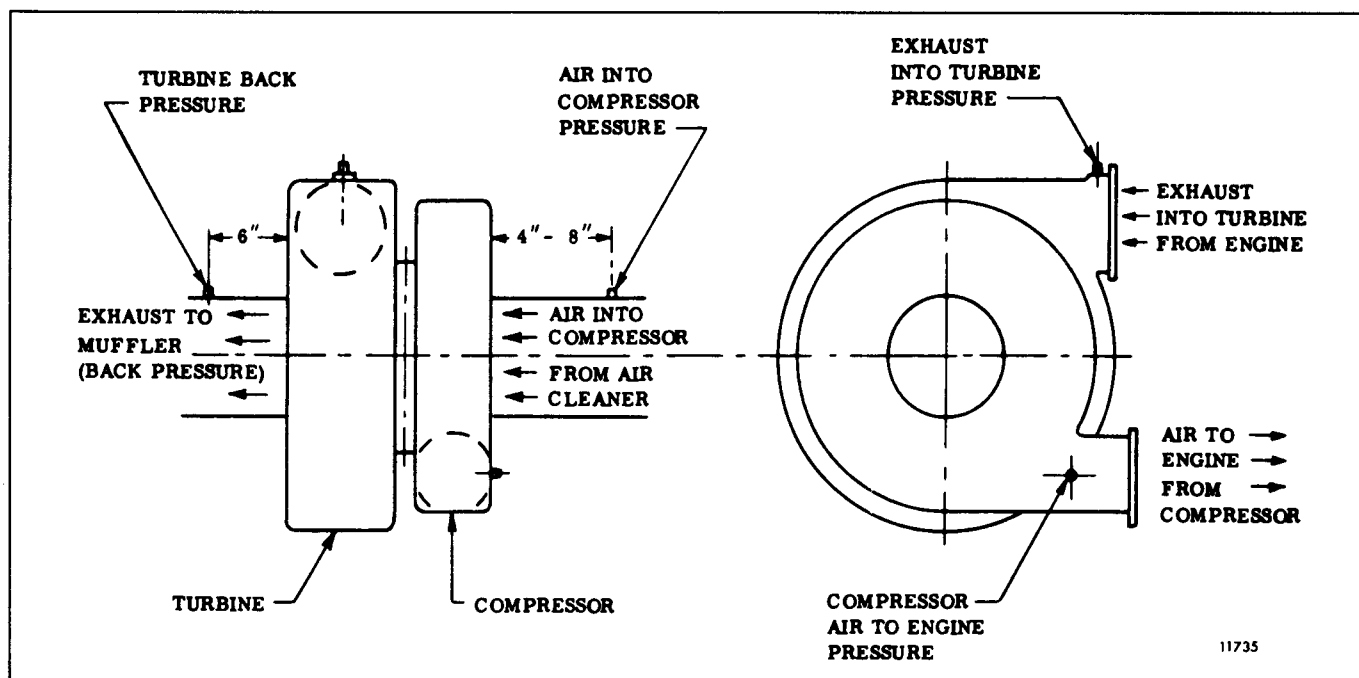 TURBINE BACK
PRESSURE
AIR INTO
COMPRESSOR
PRESSURE
EXHAUST
INTO TURBINE
PRESSURE
6"
4" - 8"
EXHAUST
INTO TURBINE
FROM ENGINE
EXHAUST TO
MUFFLER
(BACK PRESSURE)
AIR INTO
COMPRESSOR
FROM AIR
CLEANER
AIR TO
ENGINE
FROM
COMPRESSOR
TURBINE
COMPRESSOR
COMPRESSOR
AIR TO ENGINE
PRESSURE
11735